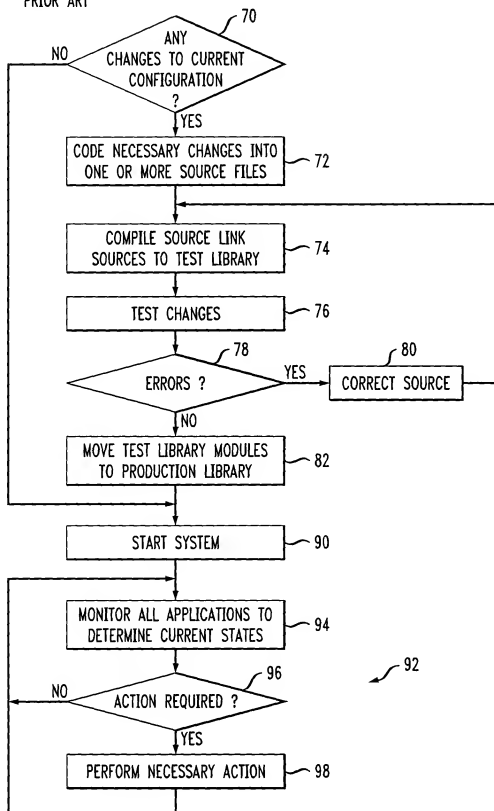 PRIOR ART
70
NO
ANY
CHANGES TO CURRENT
CONFIGURATION
?
YES
CODE NECESSARY CHANGES INTO
ONE OR MORE SOURCE FILES
72
COMPILE SOURCE LINK
SOURCES TO TEST LIBRARY
74
TEST CHANGES
76
78
ERRORS ?
YES
80
CORRECT SOURCE
NO
MOVE TEST LIBRARY MODULES
TO PRODUCTION LIBRARY
82
START SYSTEM
90
MONITOR ALL APPLICATIONS TO
DETERMINE CURRENT STATES
94
96
92
NO
ACTION REQUIRED ?
YES
PERFORM NECESSARY ACTION
98